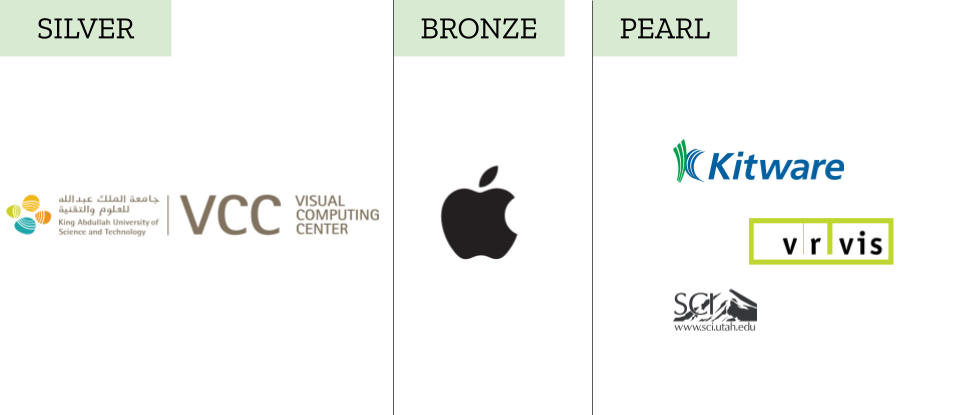 SILVER
BRONZE
PEARL
جامعة الملك عبدالله
للعلوم والتقنية
King Abdullah University of
Science and Technology
VCC
VISUAL
COMPUTING
CENTER
Kitware
vrvis
SCI
www.sci.utah.edu